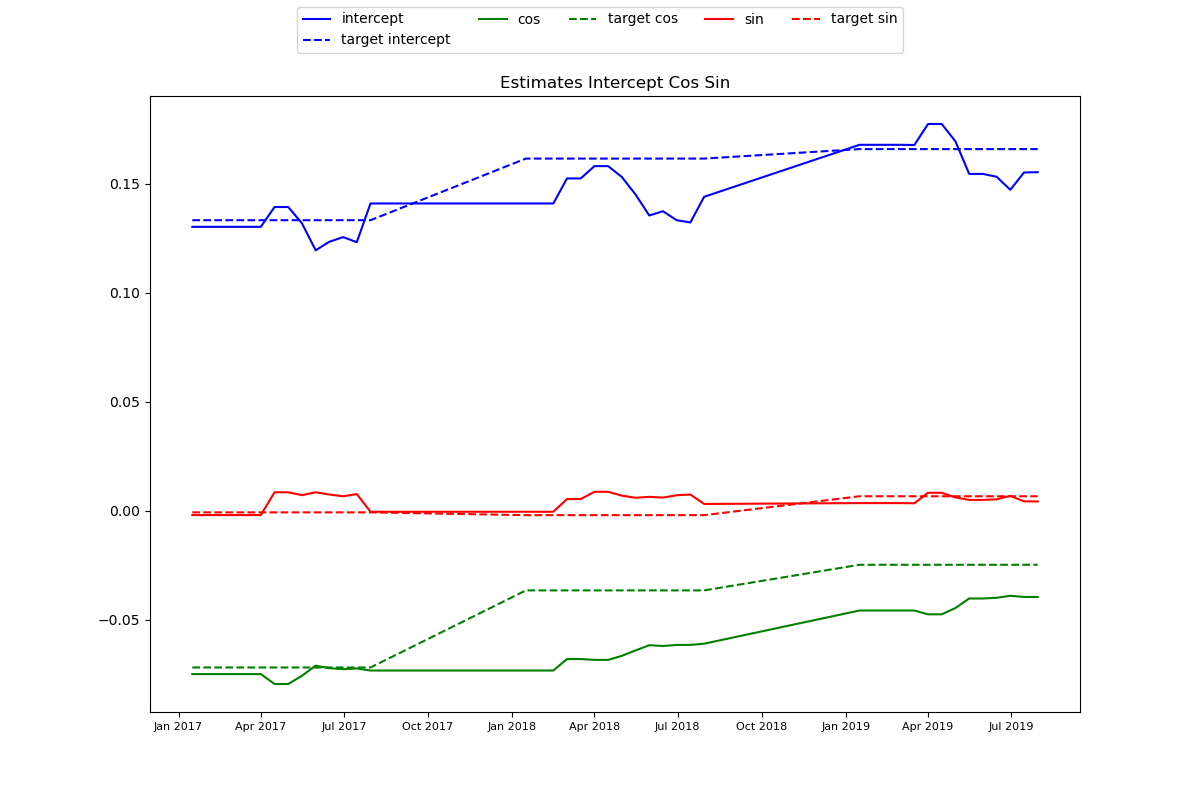 intercept cos target cos sin target sin
target intercept
Estimates Intercept Cos Sin
0.15
0.10
0.05
0.00
−0.05
Jan 2017 Apr 2017 Jul 2017 Oct 2017 Jan 2018 Apr 2018 Jul 2018 Oct 2018 Jan 2019 Apr 2019 Jul 2019